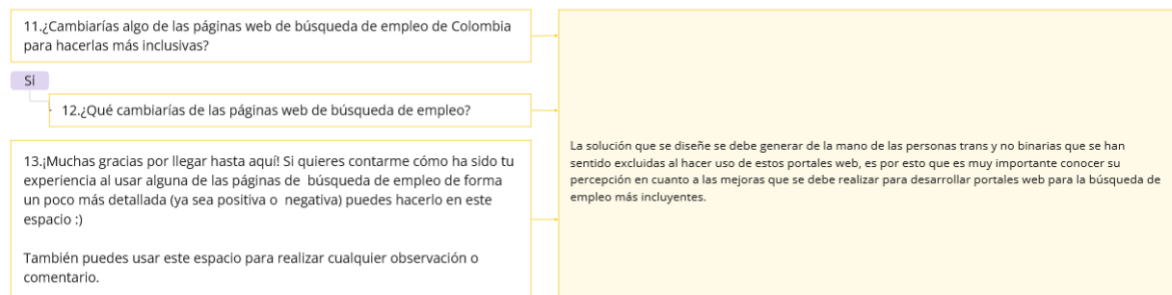 11.¿Cambiarías algo de las páginas web de búsqueda de empleo de Colombia
para hacerlas más inclusivas?
Si
12.¿Qué cambiarías de las páginas web de búsqueda de empleo?
13.¡Muchas gracias por llegar hasta aquí! Si quieres contarme cómo ha sido tu
experiencia al usar alguna de las páginas de búsqueda de empleo de forma
un poco más detallada (ya sea positiva o negativa) puedes hacerlo en este
espacio :)
También puedes usar este espacio para realizar cualquier observación o
comentario.
La solución que se diseñe se debe generar de la mano de las personas trans y no binarias que se han
sentido excluidas al hacer uso de estos portales web, es por esto que es muy importante conocer su
percepción en cuanto a las mejoras que se debe realizar para desarrollar portales web para la búsqueda de
empleo más incluyentes.